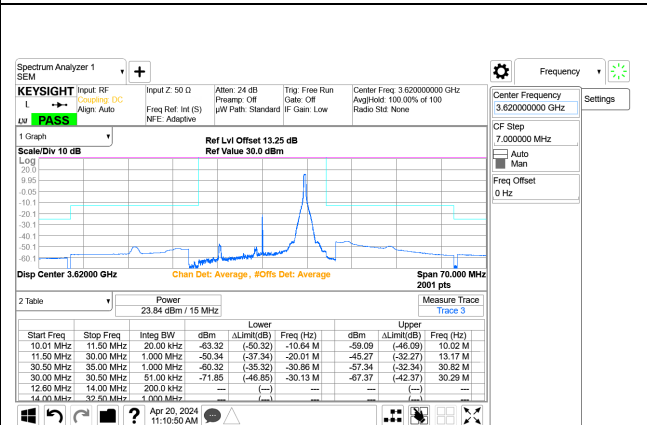 Spectrum Analyzer 1
SEM
Frequency
KEYSIGHT Input: RF Input Z: 50 Ω Atten: 24 dB Trig: Free Run Center Freq: 3.620000000 GHz
L Coupling: DC Preamp: Off Gate: Off Avg|Hold: 100.00% of 100
Align: Auto Freq Ref: Int (S) µW Path: Standard IF Gain: Low Radio Std: None
PASS NFE: Adaptive
Center Frequency
3.620000000 GHz
Settings
CF Step
7.000000 MHz
Auto
Man
Freq Offset
0 Hz
1 Graph
Ref Lvl Offset 13.25 dB
Scale/Div 10 dB Ref Value 30.0 dBm
Log
20.0
9.95
-0.05
-10.1
-20.1
-30.1
-40.1
-50.1
-60.1
Disp Center 3.62000 GHz Chan Det: Average, #Offs Det: Average Span 70.000 MHz
2001 pts
2 Table
Power
23.84 dBm / 15 MHz
Measure Trace
Trace 3
Lower Upper
Start Freq Stop Freq Integ BW dBm ΔLimit(dB) Freq (Hz) dBm ΔLimit(dB) Freq (Hz)
10.01 MHz 11.50 MHz 20.00 kHz -63.32 (-50.32) -10.64 M -59.09 (-46.09) 10.02 M
11.50 MHz 30.00 MHz 1.000 MHz -50.34 (-37.34) -20.01 M -45.27 (-32.27) 13.17 M
30.50 MHz 35.00 MHz 1.000 MHz -60.32 (-35.32) -30.86 M -57.34 (-32.34) 30.82 M
30.00 MHz 30.50 MHz 51.00 kHz -71.85 (-46.85) -30.13 M -67.37 (-42.37) 30.29 M
12.60 MHz 14.00 MHz 200.0 kHz --- (---) --- --- (---) ---
14.00 MHz 32.50 MHz 1.000 MHz --- (---) --- --- (---) ---
Apr 20, 2024
11:10:50 AM